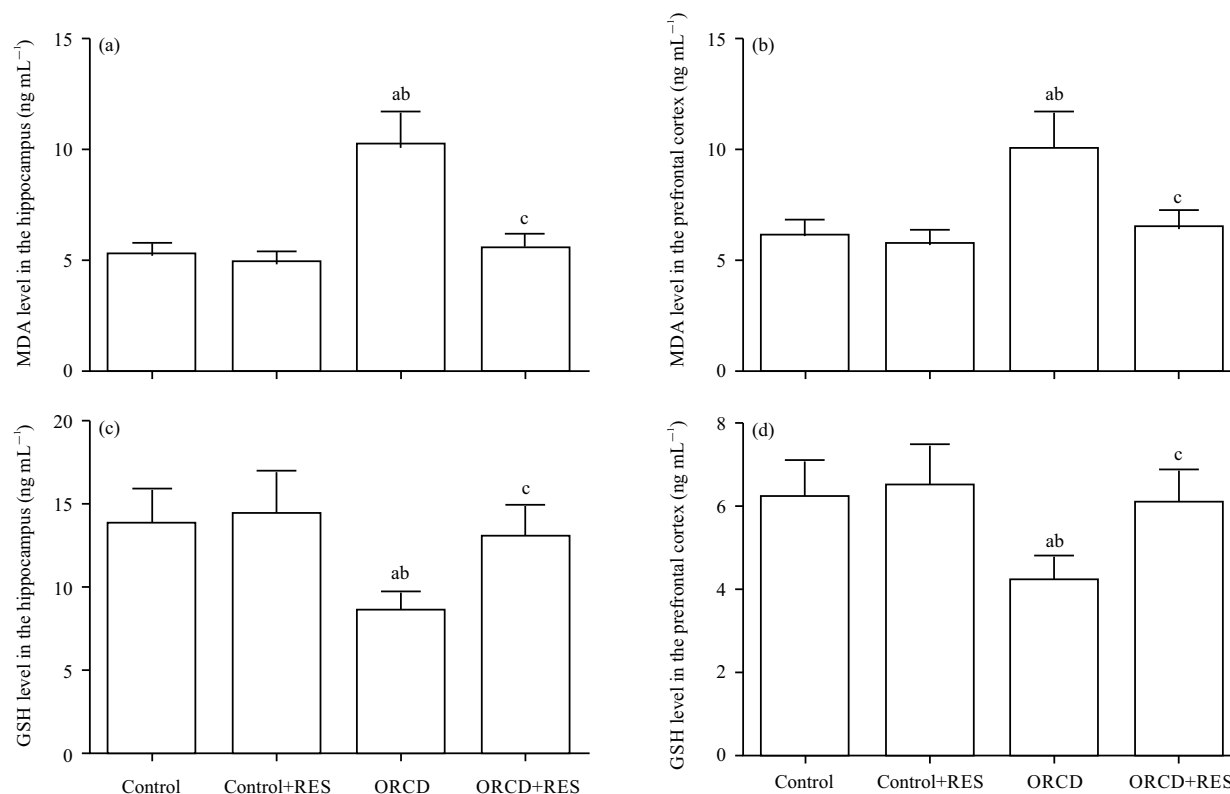 MDA level in the hippocampus (ng mL−1)
15
10
5
0
(a)
ab
c
MDA level in the prefrontal cortex (ng mL−1)
15
10
5
0
(b)
ab
c
GSH level in the hippocampus (ng mL−1)
20
15
10
5
0
(c)
ab
c
Control
Control+RES
ORCD
ORCD+RES
GSH level in the prefrontal cortex (ng mL−1)
8
6
4
2
0
(d)
ab
c
Control
Control+RES
ORCD
ORCD+RES